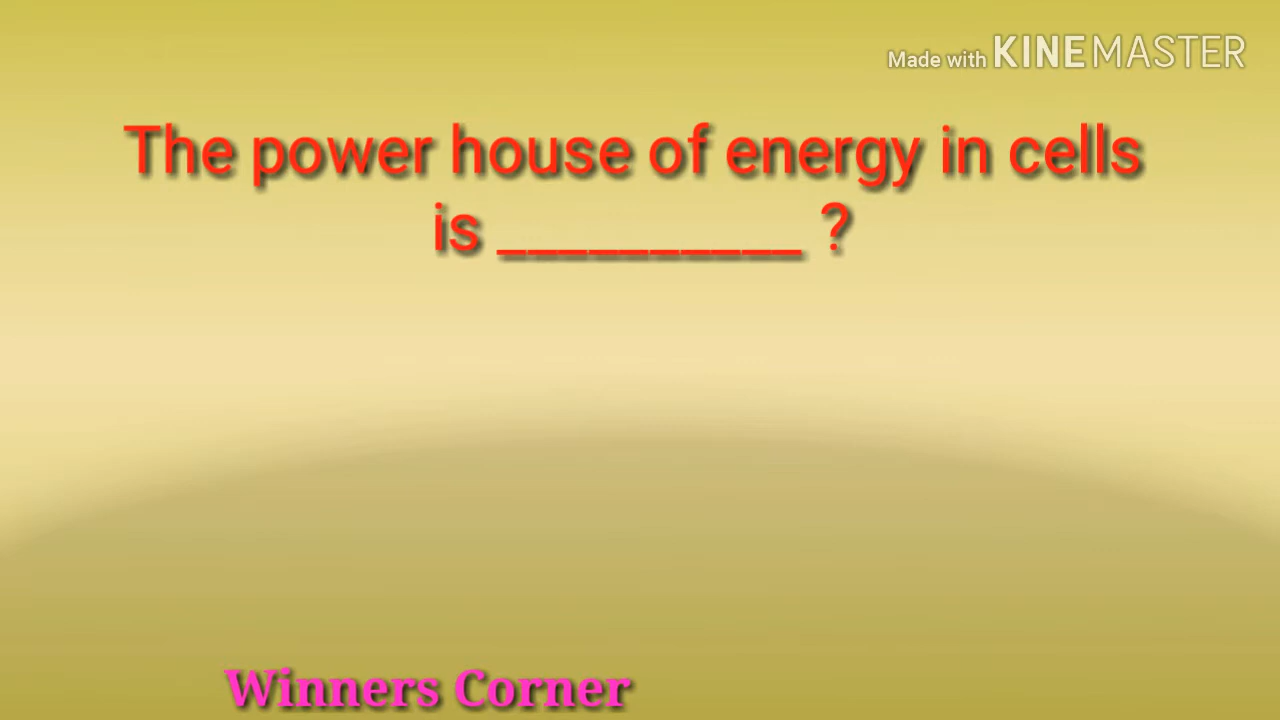 Made with KINEMASTER
The power house of energy in cells
is __________ ?
Winners Corner